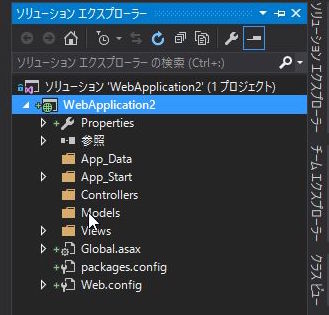 ソリューション エクスプローラー
ソリューション エクスプローラー の検索 (Ctrl+:)
ソリューション 'WebApplication2' (1 プロジェクト)
WebApplication2
Properties
参照
App_Data
App_Start
Controllers
Models
Views
Global.asax
packages.config
Web.config
ソリューション エクスプローラー
チーム エクスプローラー
クラス ビュー